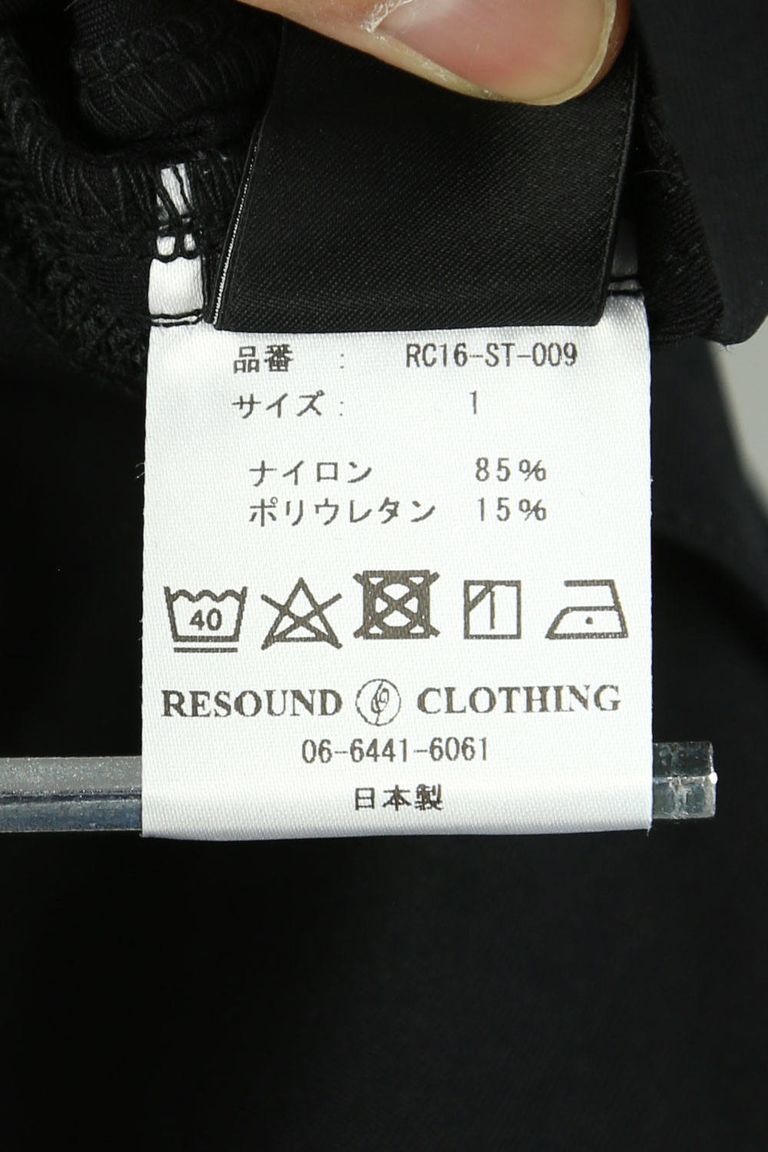 品番 : RC16-ST-009
サイズ : 1
ナイロン 85%
ポリウレタン 15%
40
RESOUND CLOTHING
06-6441-6061
日本製